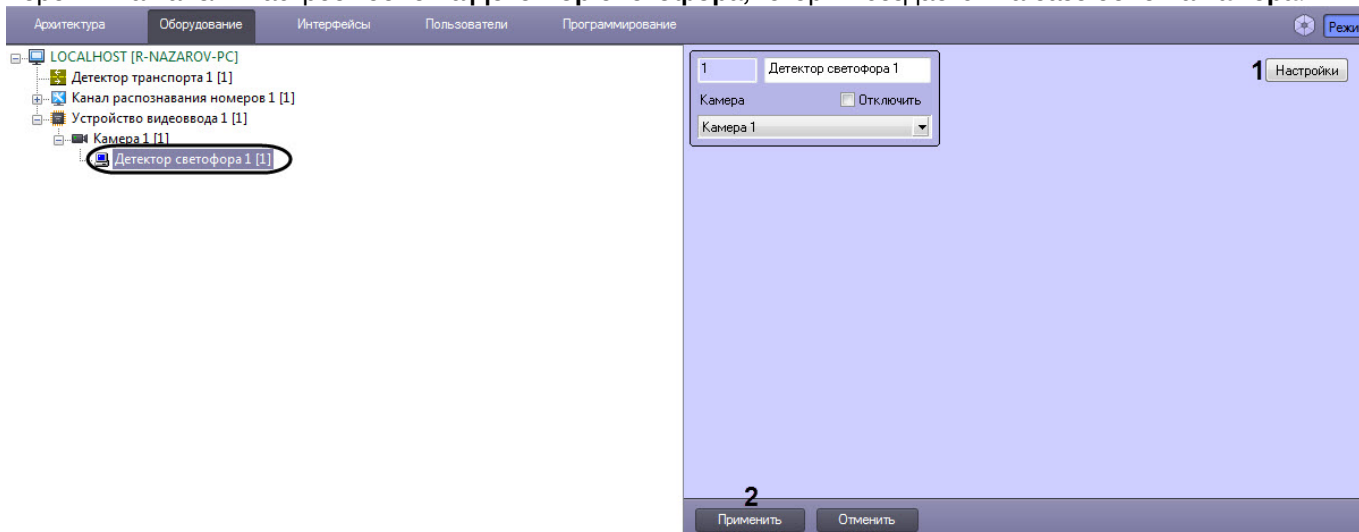 Архитектура Оборудование Интерфейсы Пользователи Программирование
LOCALHOST [R-NAZAROV-PC]
Детектор транспорта 1 [1]
Канал распознавания номеров 1 [1]
Устройство видеоввода 1 [1]
Камера 1 [1]
Детектор светофора 1 [1]
1 Детектор светофора 1
Камера Отключить
Камера 1
1 Настройки
2
Применить Отменить